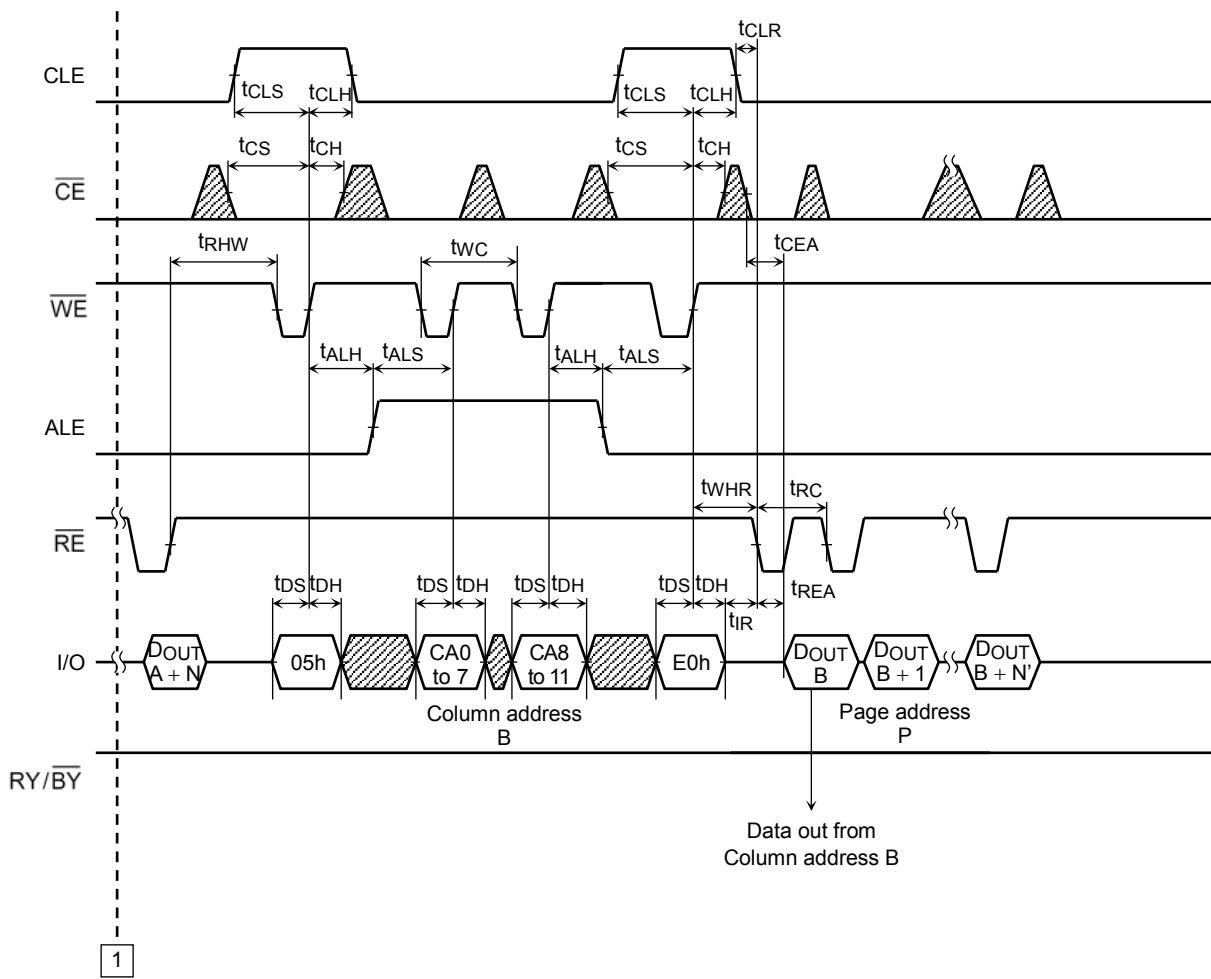 tCLR
CLE
tCLS tCLH tCLS tCLH
tCS tCH tCS tCH
CE
tRHW tWC tCEA
WE
tALH tALS tALH tALS
ALE
tWHR tRC
RE
tDS tDH tDS tDH tDS tDH tDS tDH tREA
tIR
I/O
DOUT
A + N
05h
CA0
to 7
CA8
to 11
E0h
DOUT
B
DOUT
B + 1
DOUT
B + N'
Column address
B
Page address
P
RY/BY
Data out from
Column address B
1